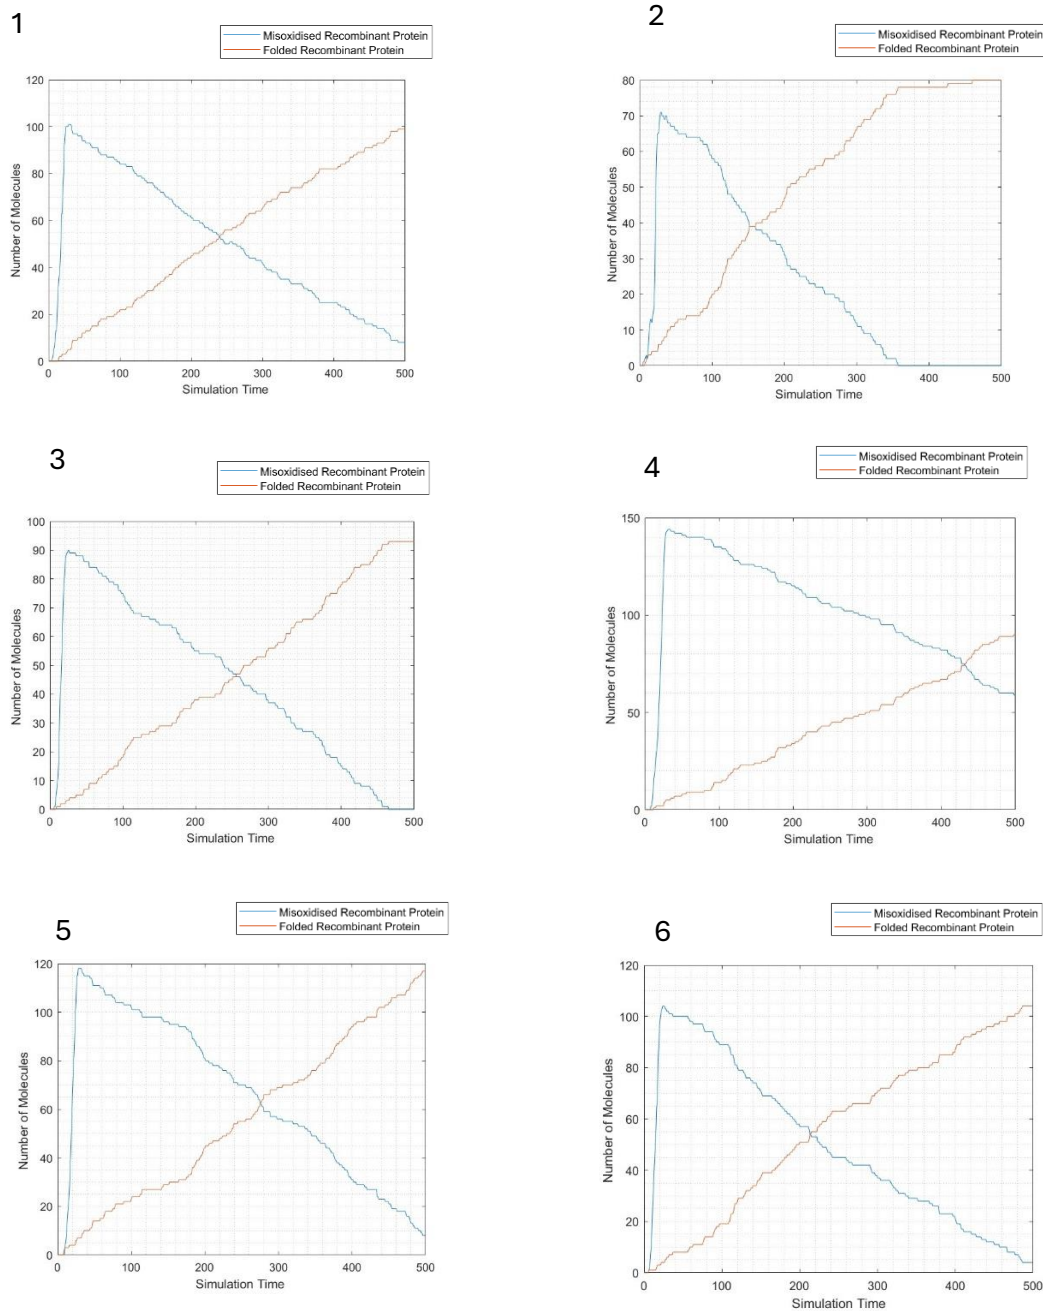 1
Misoxidised Recombinant Protein
Folded Recombinant Protein
120
100
80
60
40
20
0
Number of Molecules
0 100 200 300 400 500
Simulation Time
2
Misoxidised Recombinant Protein
Folded Recombinant Protein
80
70
60
50
40
30
20
10
0
Number of Molecules
0 100 200 300 400 500
Simulation Time
3
Misoxidised Recombinant Protein
Folded Recombinant Protein
100
90
80
70
60
50
40
30
20
10
0
Number of Molecules
0 100 200 300 400 500
Simulation Time
4
Misoxidised Recombinant Protein
Folded Recombinant Protein
150
100
50
0
Number of Molecules
0 100 200 300 400 500
Simulation Time
5
Misoxidised Recombinant Protein
Folded Recombinant Protein
120
100
80
60
40
20
0
Number of Molecules
0 100 200 300 400 500
Simulation Time
6
Misoxidised Recombinant Protein
Folded Recombinant Protein
120
100
80
60
40
20
0
Number of Molecules
0 100 200 300 400 500
Simulation Time